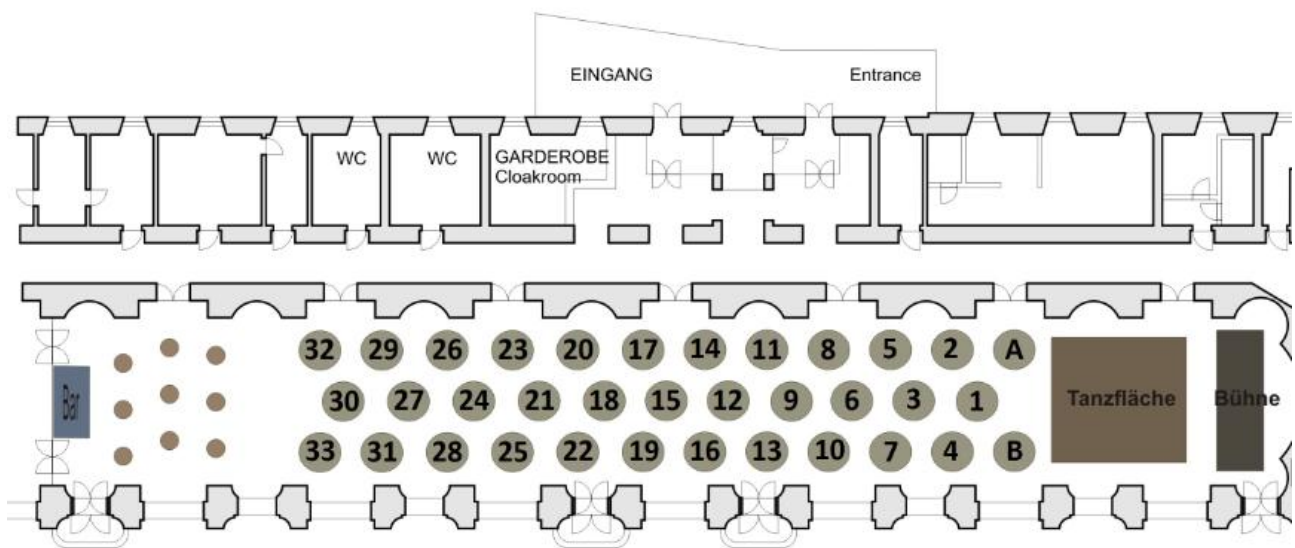 EINGANG Entrance
WC WC GARDEROBE
Cloakroom
32 29 26 23 20 17 14 11 8 5 2 A
Bar 30 27 24 21 18 15 12 9 6 3 1 Tanzfläche Bühne
33 31 28 25 22 19 16 13 10 7 4 B